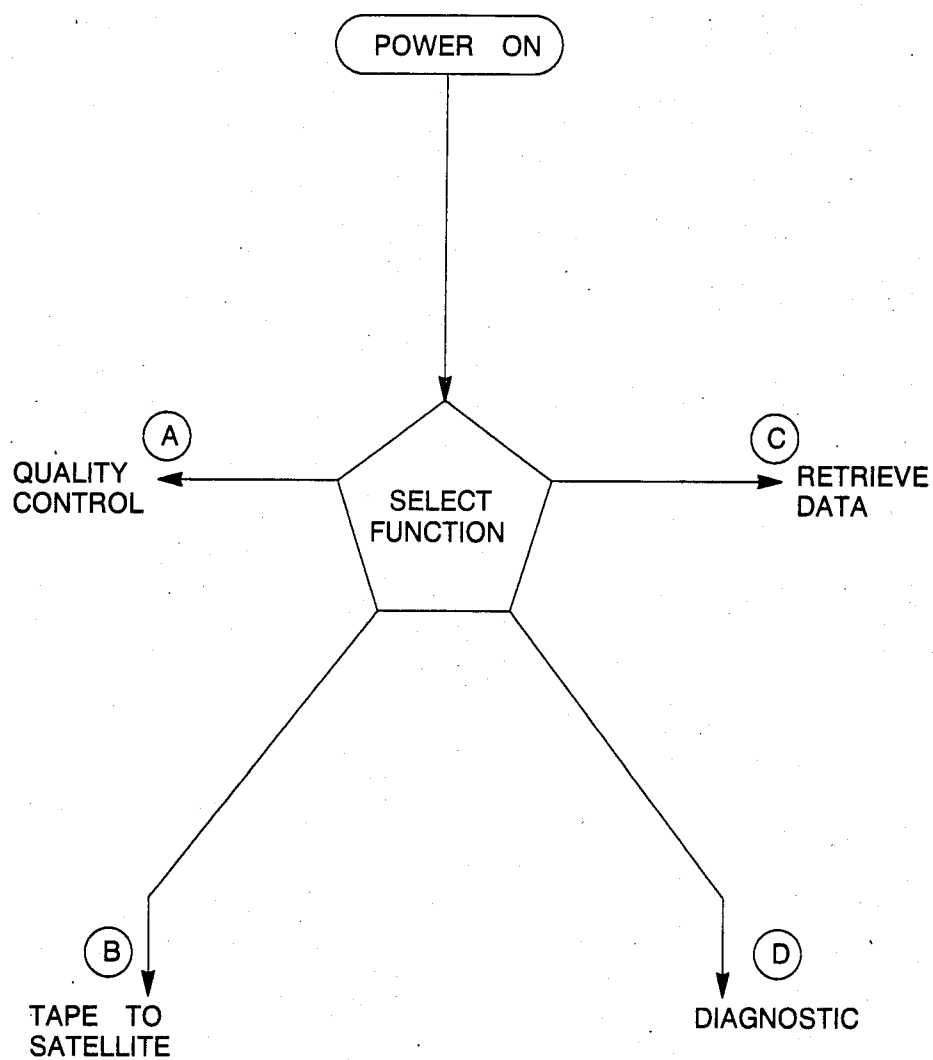 POWER ON
A
QUALITY
CONTROL
SELECT
FUNCTION
C
RETRIEVE
DATA
B
TAPE TO
SATELLITE
D
DIAGNOSTIC